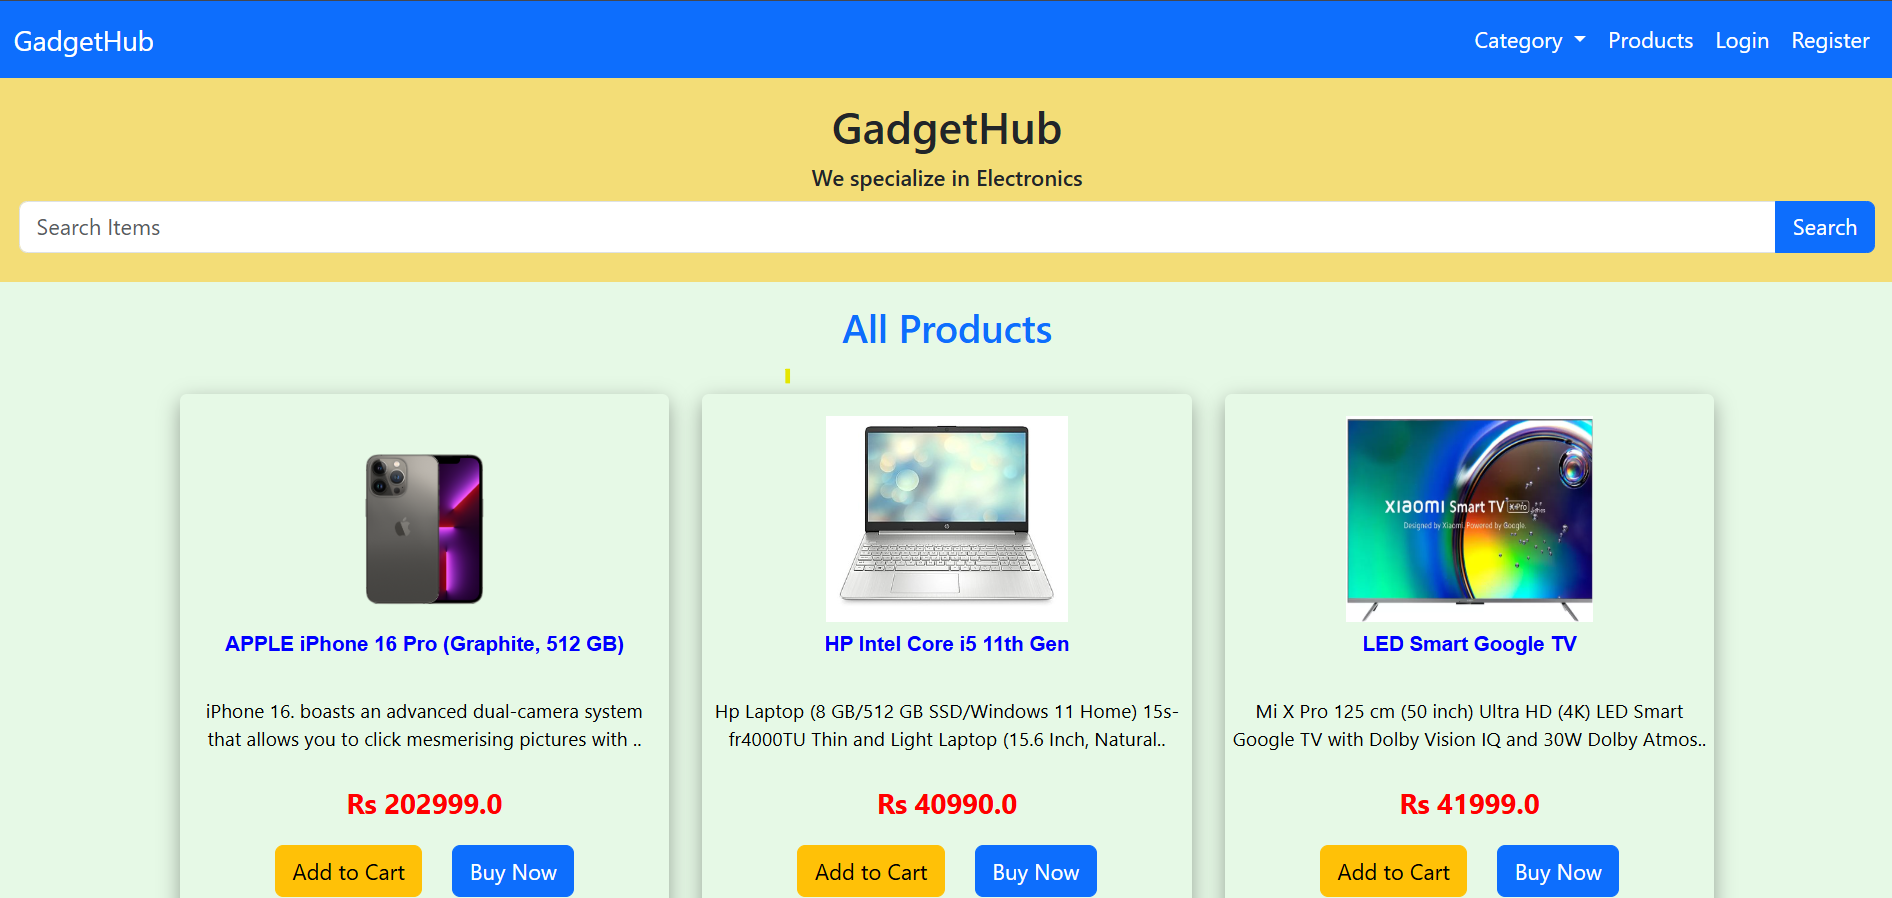 GadgetHub
Category
Products
Login
Register
GadgetHub
We specialize in Electronics
Search Items
Search
All Products
APPLE iPhone 16 Pro (Graphite, 512 GB)
iPhone 16. boasts an advanced dual-camera system
that allows you to click mesmerising pictures with ..
Rs 202999.0
Add to Cart
Buy Now
HP Intel Core i5 11th Gen
Hp Laptop (8 GB/512 GB SSD/Windows 11 Home) 15s-
fr4000TU Thin and Light Laptop (15.6 Inch, Natural..
Rs 40990.0
Add to Cart
Buy Now
xiaomi Smart TV X Pro Series
Designed by Xiaomi. Powered by Google.
LED Smart Google TV
Mi X Pro 125 cm (50 inch) Ultra HD (4K) LED Smart
Google TV with Dolby Vision IQ and 30W Dolby Atmos..
Rs 41999.0
Add to Cart
Buy Now